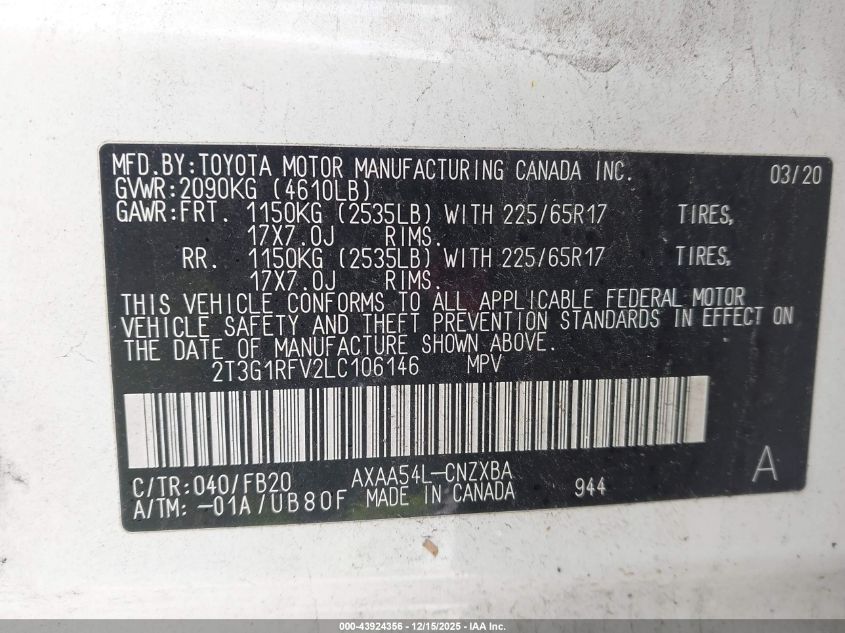 MFD.BY:TOYOTA MOTOR MANUFACTURING CANADA INC. 03/20
GVWR:2090KG (4610LB)
GAWR:FRT. 1150KG (2535LB) WITH 225/65R17 TIRES,
17X7.0J RIMS.
RR. 1150KG (2535LB) WITH 225/65R17 TIRES,
17X7.0J RIMS.
THIS VEHICLE CONFORMS TO ALL APPLICABLE FEDERAL MOTOR
VEHICLE SAFETY AND THEFT PREVENTION STANDARDS IN EFFECT ON
THE DATE OF MANUFACTURE SHOWN ABOVE.
2T3G1RFV2LC106146 MPV
C/TR:040/FB20 AXAA54L-CNZXBA A
A/TM: -01A/UB80F MADE IN CANADA 944
000-43924356 - 12/15/2025 - IAA Inc.